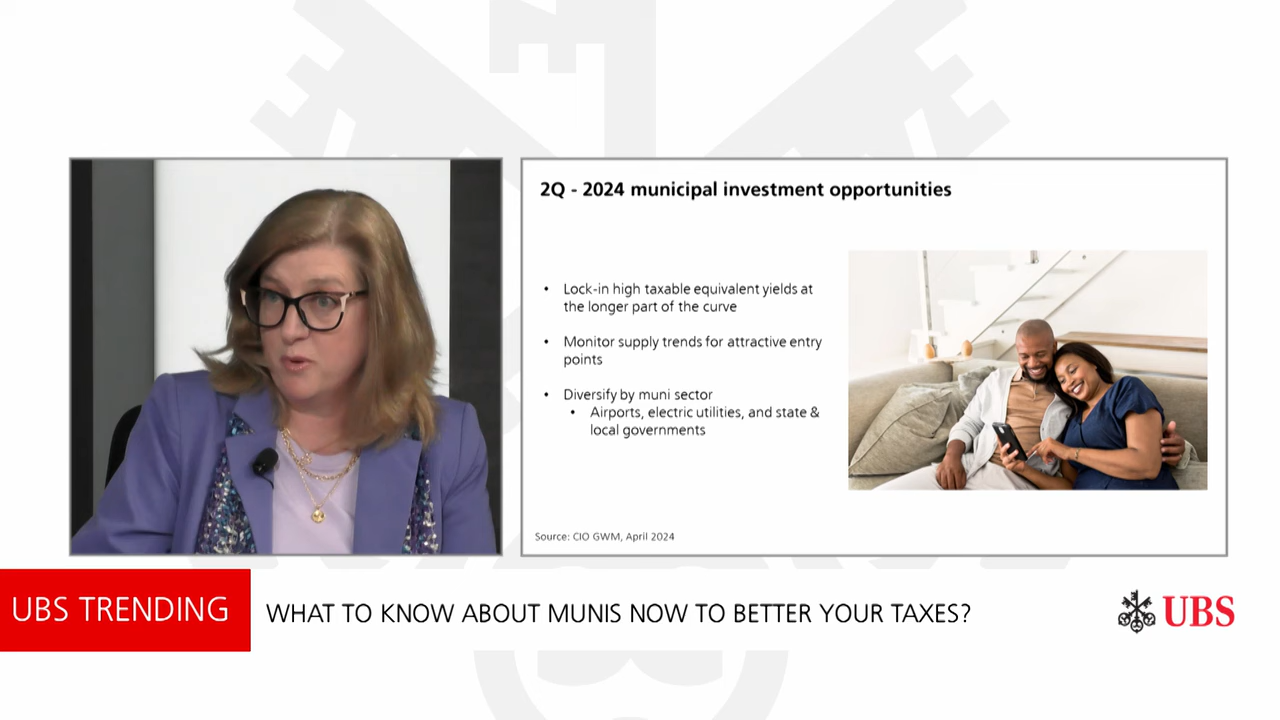 2Q - 2024 municipal investment opportunities
• Lock-in high taxable equivalent yields at
the longer part of the curve
• Monitor supply trends for attractive entry
points
• Diversify by muni sector
• Airports, electric utilities, and state &
local governments
Source: CIO GWM, April 2024
UBS TRENDING
WHAT TO KNOW ABOUT MUNIS NOW TO BETTER YOUR TAXES?
UBS